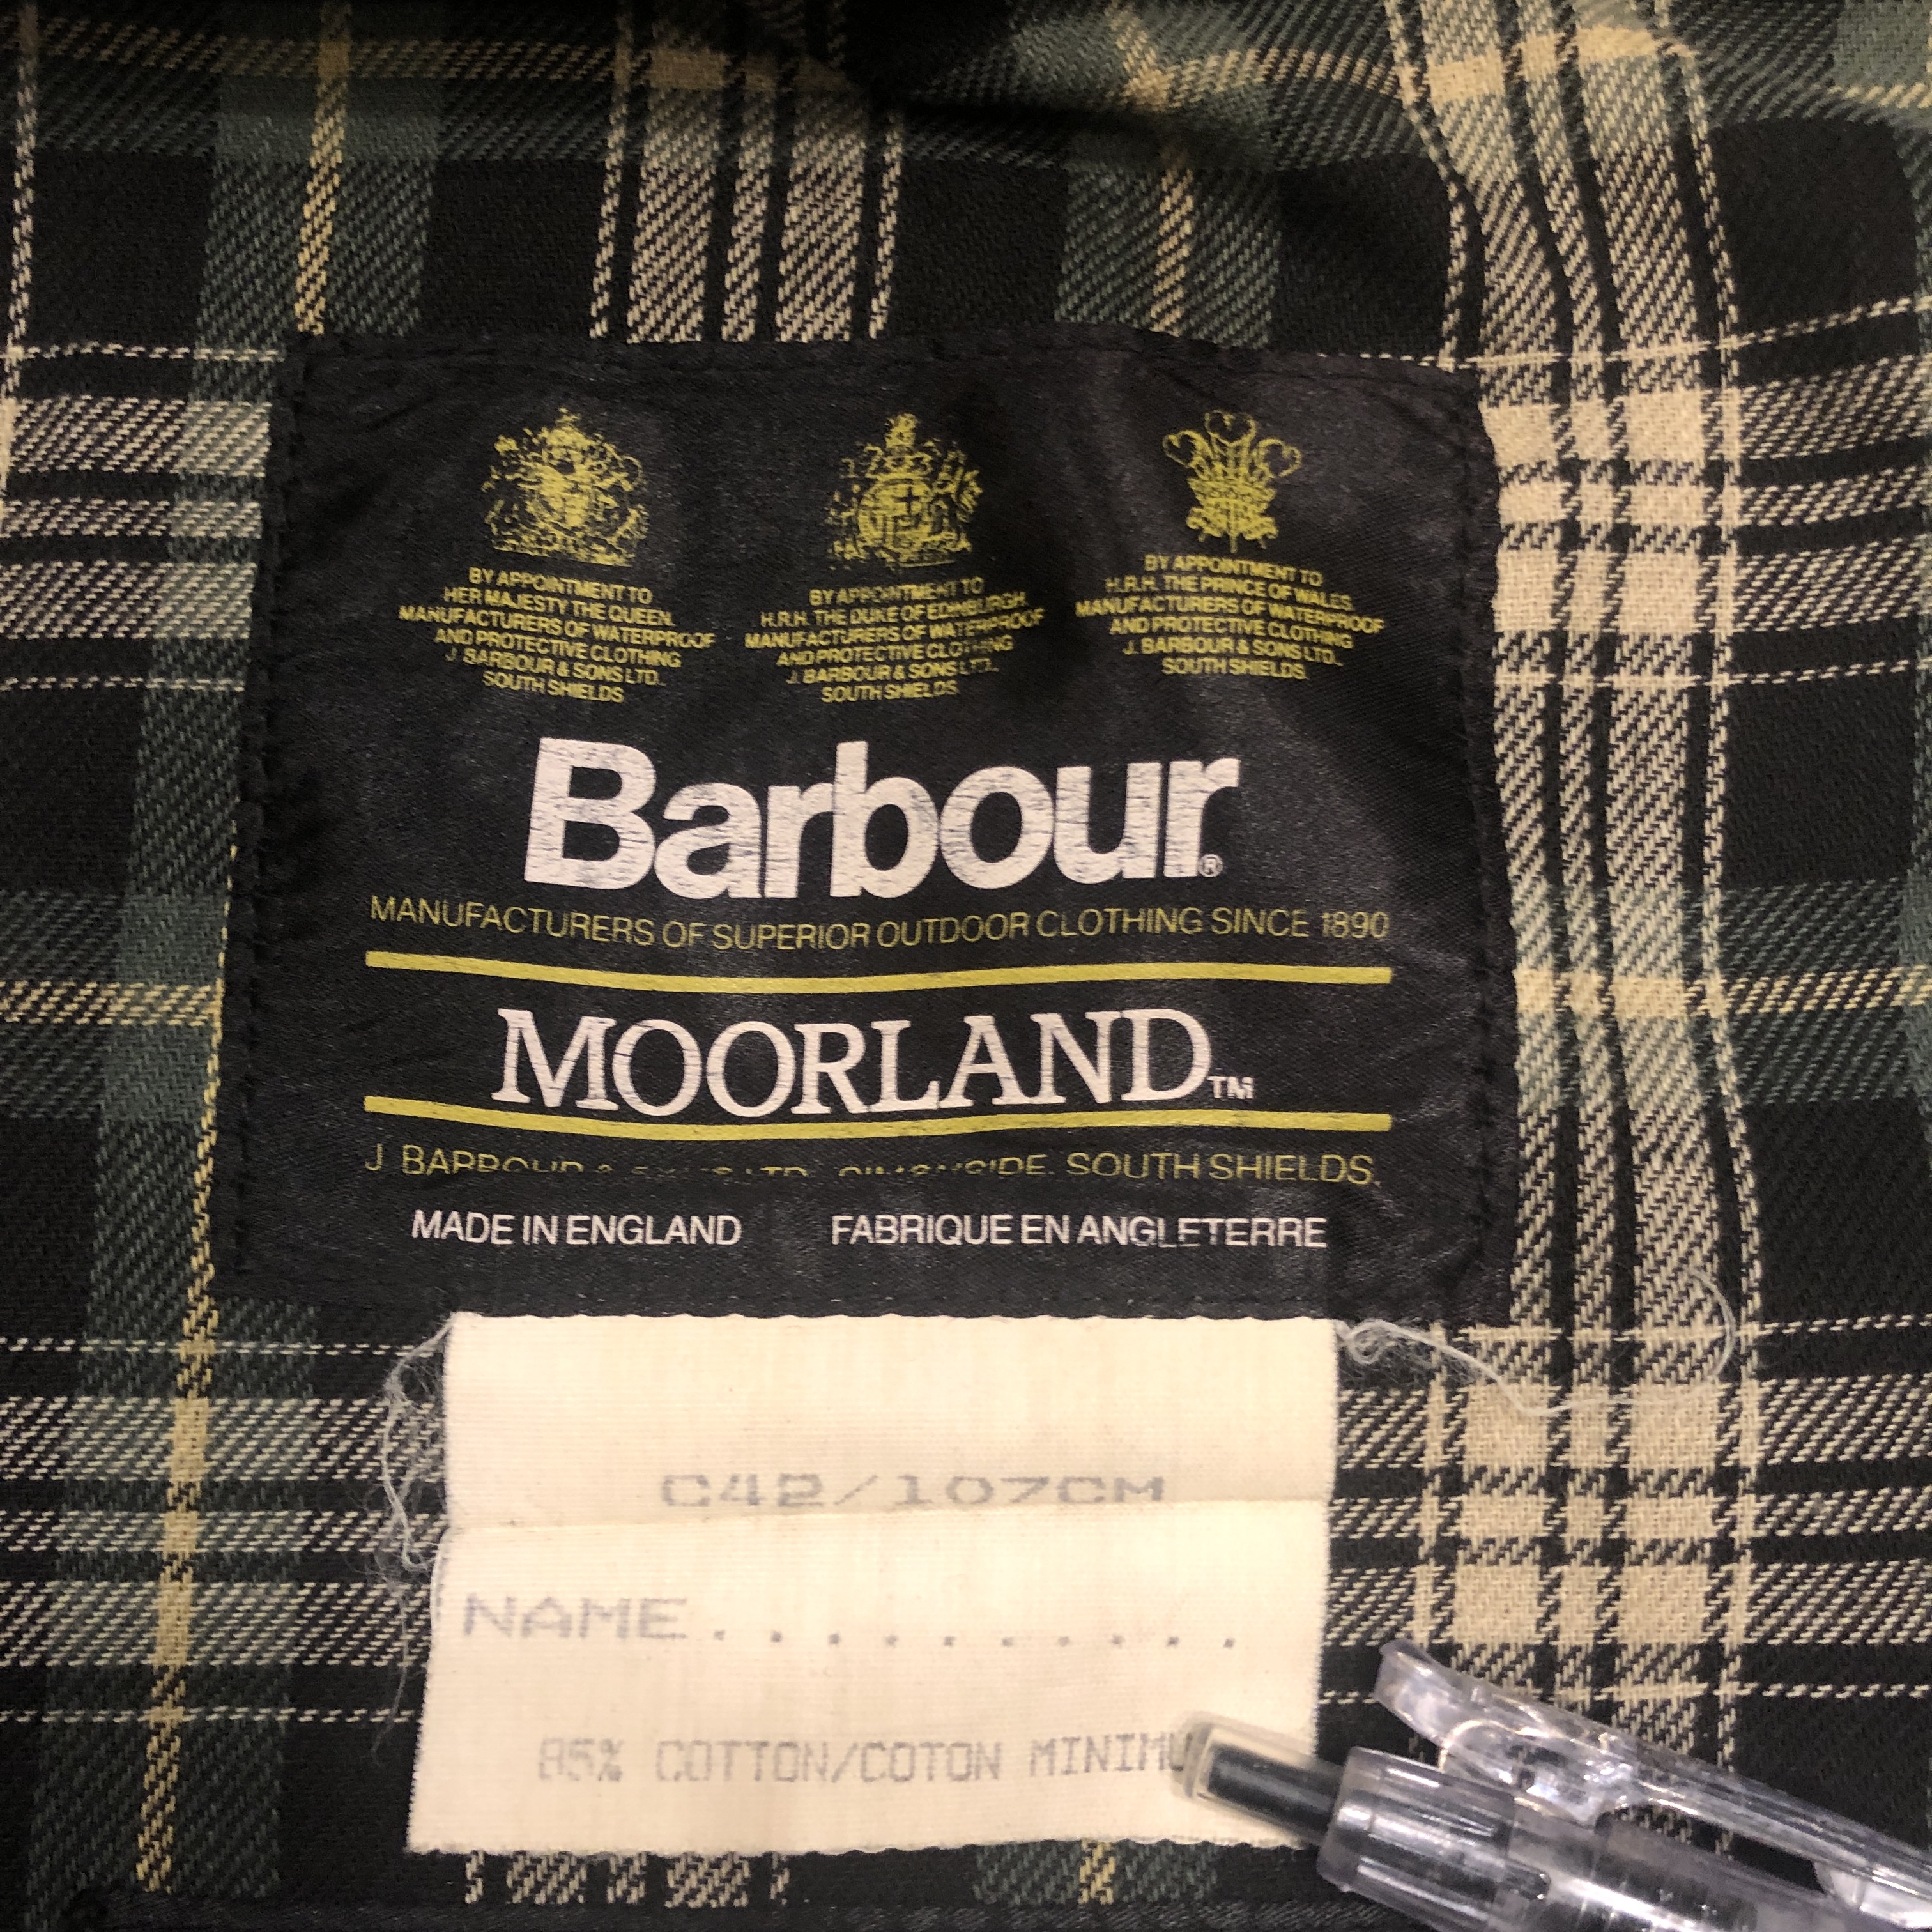 BY APPOINTMENT TO
HER MAJESTY THE QUEEN.
MANUFACTURERS OF WATERPROOF
AND PROTECTIVE CLOTHING
J. BARBOUR & SONS LTD.
SOUTH SHIELDS
BY APPOINTMENT TO
H.R.H. THE DUKE OF EDINBURGH.
MANUFACTURERS OF WATERPROOF
AND PROTECTIVE CLOTHING
J. BARBOUR & SONS LTD.
SOUTH SHIELDS.
BY APPOINTMENT TO
H.R.H. THE PRINCE OF WALES.
MANUFACTURERS OF WATERPROOF
AND PROTECTIVE CLOTHING
J. BARBOUR & SONS LTD.
SOUTH SHIELDS.
Barbour®
MANUFACTURERS OF SUPERIOR OUTDOOR CLOTHING SINCE 1890
MOORLAND™
J BARBOUR & SOUTH SHIELDS.
MADE IN ENGLAND FABRIQUE EN ANGLETERRE
C42/107CM
NAME..........
85% COTTON/COTON MINIMU